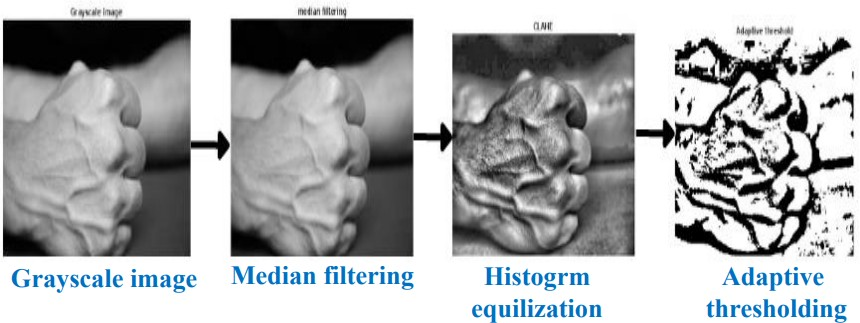 Grayscale Image
median filtering
CLAHE
Adaptive threshold
Grayscale image
Median filtering
Histogrm
equilization
Adaptive
thresholding